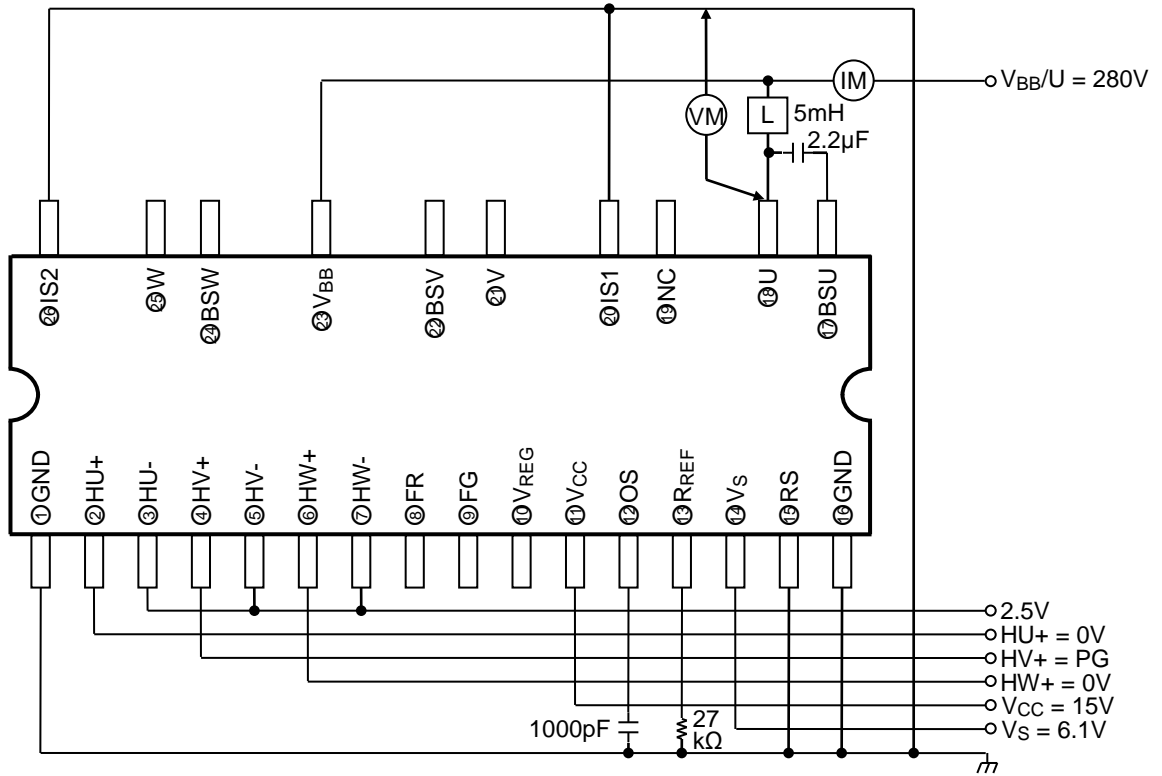 IM
VBB/U = 280V
VM
L
5mH
2.2µF
㉖IS2
㉕W
㉔BSW
㉓VBB
㉒BSV
㉑V
⑳IS1
⑲NC
⑱U
⑰BSU
①GND
②HU+
③HU-
④HV+
⑤HV-
⑥HW+
⑦HW-
⑧FR
⑨FG
⑩VREG
⑪VCC
⑫OS
⑬RREF
⑭VS
⑮RS
⑯GND
2.5V
HU+ = 0V
HV+ = PG
HW+ = 0V
VCC = 15V
VS = 6.1V
1000pF
27
kΩ